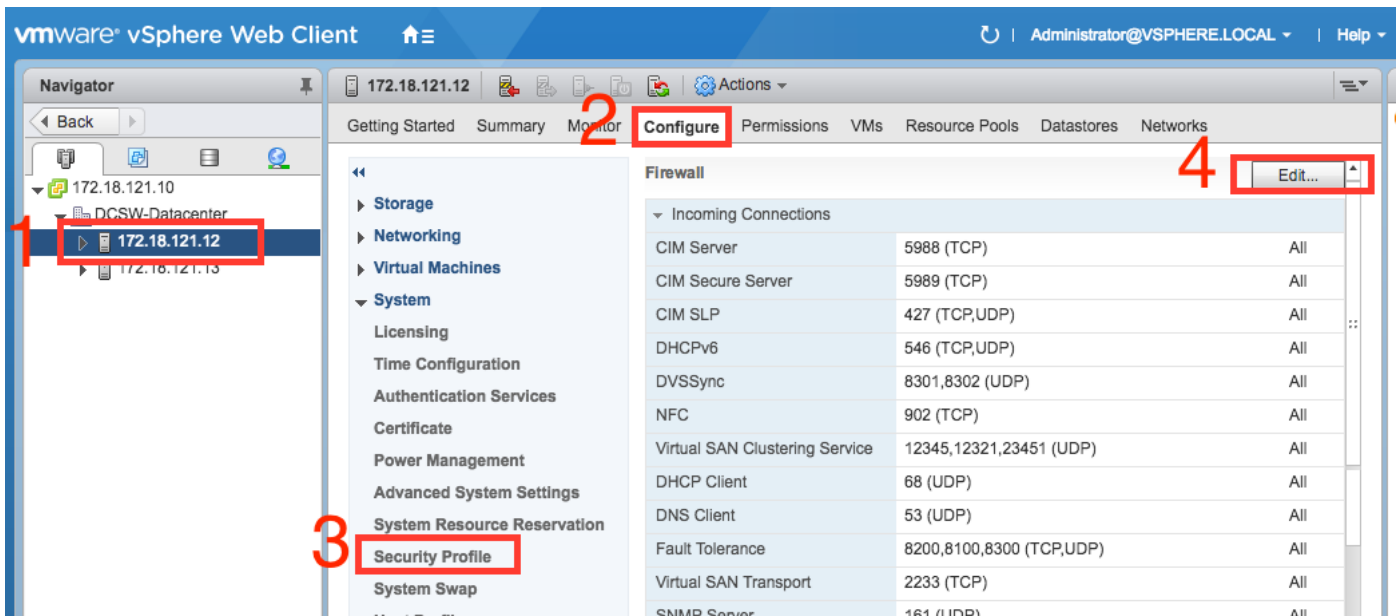 vmware® vSphere Web Client
Administrator@VSPHERE.LOCAL
Help
Navigator
Back
172.18.121.10
DCSW-Datacenter
1
172.18.121.12
172.18.121.13
172.18.121.12
Actions
Getting Started Summary Monitor 2 Configure Permissions VMs Resource Pools Datastores Networks
Storage
Networking
Virtual Machines
System
Licensing
Time Configuration
Authentication Services
Certificate
Power Management
Advanced System Settings
System Resource Reservation
3 Security Profile
System Swap
Firewall
4 Edit...
Incoming Connections
CIM Server 5988 (TCP) All
CIM Secure Server 5989 (TCP) All
CIM SLP 427 (TCP,UDP) All
DHCPv6 546 (TCP,UDP) All
DVSSync 8301,8302 (UDP) All
NFC 902 (TCP) All
Virtual SAN Clustering Service 12345,12321,23451 (UDP) All
DHCP Client 68 (UDP) All
DNS Client 53 (UDP) All
Fault Tolerance 8200,8100,8300 (TCP,UDP) All
Virtual SAN Transport 2233 (TCP) All
SNMP Server 161 (UDP) All